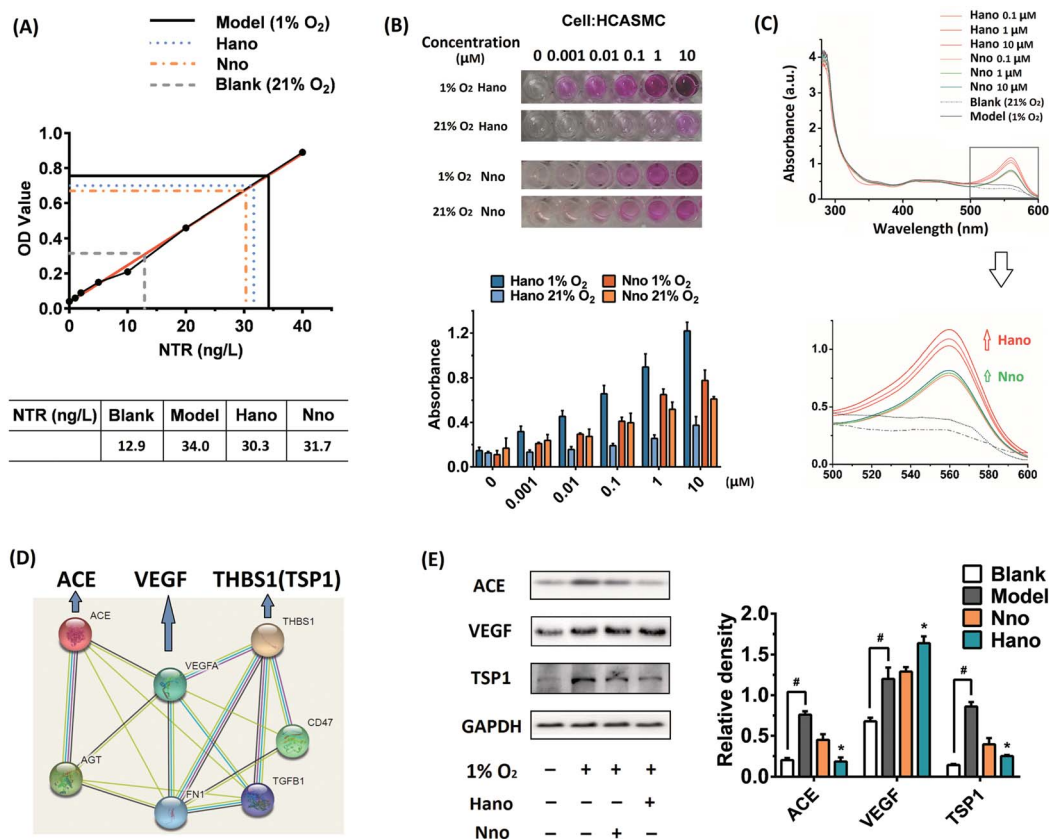 (A)
Model (1% O₂)
Hano
Nno
Blank (21% O₂)
OD Value
1.0
0.8
0.6
0.4
0.2
0.0
0 10 20 30 40
NTR (ng/L)
NTR (ng/L) Blank Model Hano Nno
12.9 34.0 30.3 31.7
(B)
Cell:HCASMC
Concentration
(μM)
0 0.001 0.01 0.1 1 10
1% O₂ Hano
21% O₂ Hano
1% O₂ Nno
21% O₂ Nno
Hano 1% O₂ Nno 1% O₂
Hano 21% O₂ Nno 21% O₂
Absorbance
1.2
0.8
0.4
0.0
0 0.001 0.01 0.1 1 10 (μM)
(C)
Hano 0.1 μM
Hano 1 μM
Hano 10 μM
Nno 0.1 μM
Nno 1 μM
Nno 10 μM
Blank (21% O₂)
Model (1% O₂)
Absorbance (a.u.)
5
4
3
2
1
0
300 400 500 600
Wavelength (nm)
Hano
Nno
1.0
0.5
0.0
500 520 540 560 580 600
(D)
ACE VEGF THBS1(TSP1)
ACE
THBS1
VEGFA
CD47
AGT
TGFB1
FN1
(E)
ACE
VEGF
TSP1
GAPDH
1% O₂ – + + +
Hano – – – +
Nno – – + –
Blank
Model
Nno
Hano
Relative density
2.0
1.5
1.0
0.5
0.0
# * # * # *
ACE VEGF TSP1